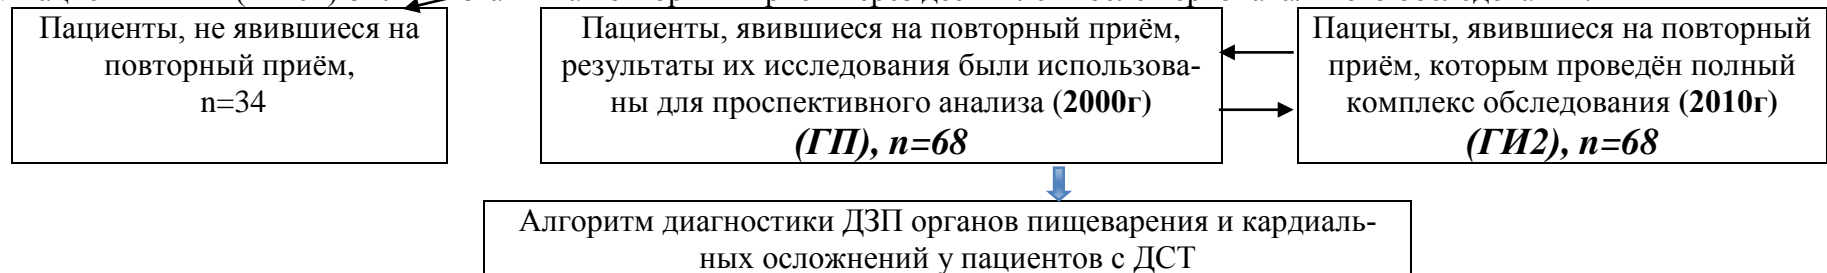 Пациенты, не явившиеся на
повторный приём,
n=34
Пациенты, явившиеся на повторный приём,
результаты их исследования были использова-
ны для проспективного анализа (2000г)
(ГП), n=68
Пациенты, явившиеся на повторный
приём, которым проведён полный
комплекс обследования (2010г)
(ГИ2), n=68
Алгоритм диагностики ДЗП органов пищеварения и кардиаль-
ных осложнений у пациентов с ДСТ